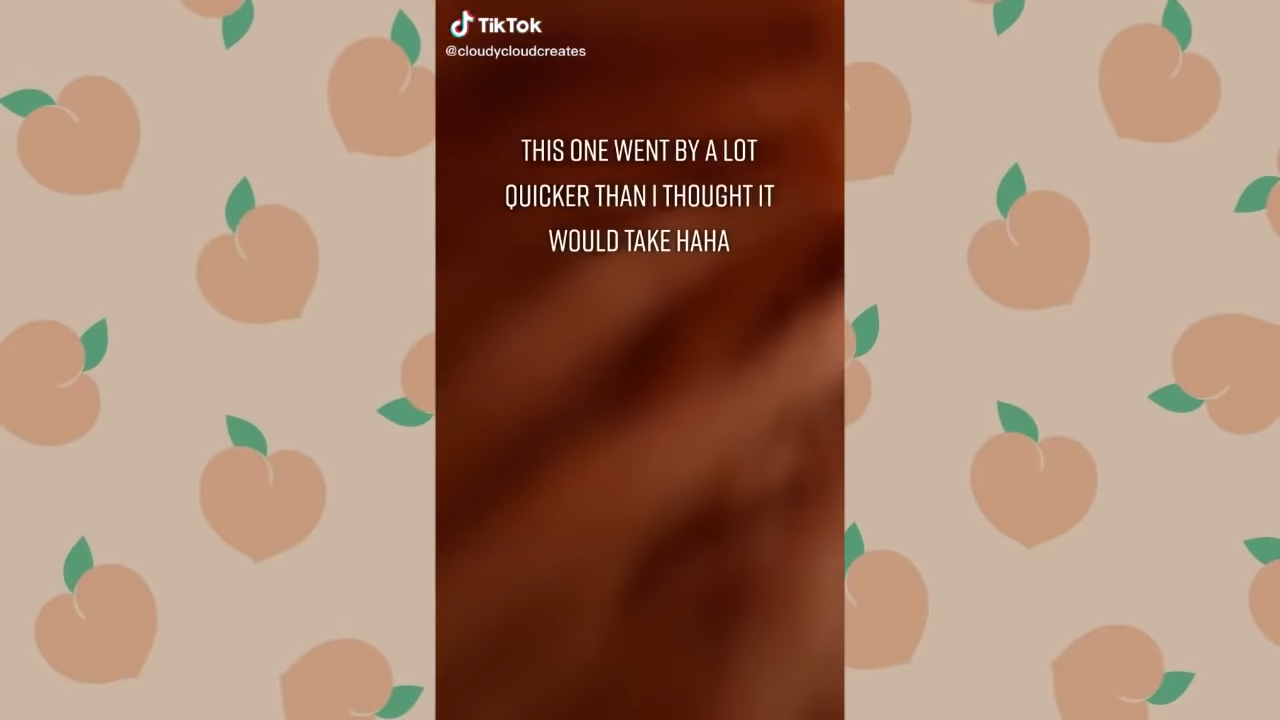 TikTok
@cloudycloudcreates
THIS ONE WENT BY A LOT
QUICKER THAN I THOUGHT IT
WOULD TAKE HAHA